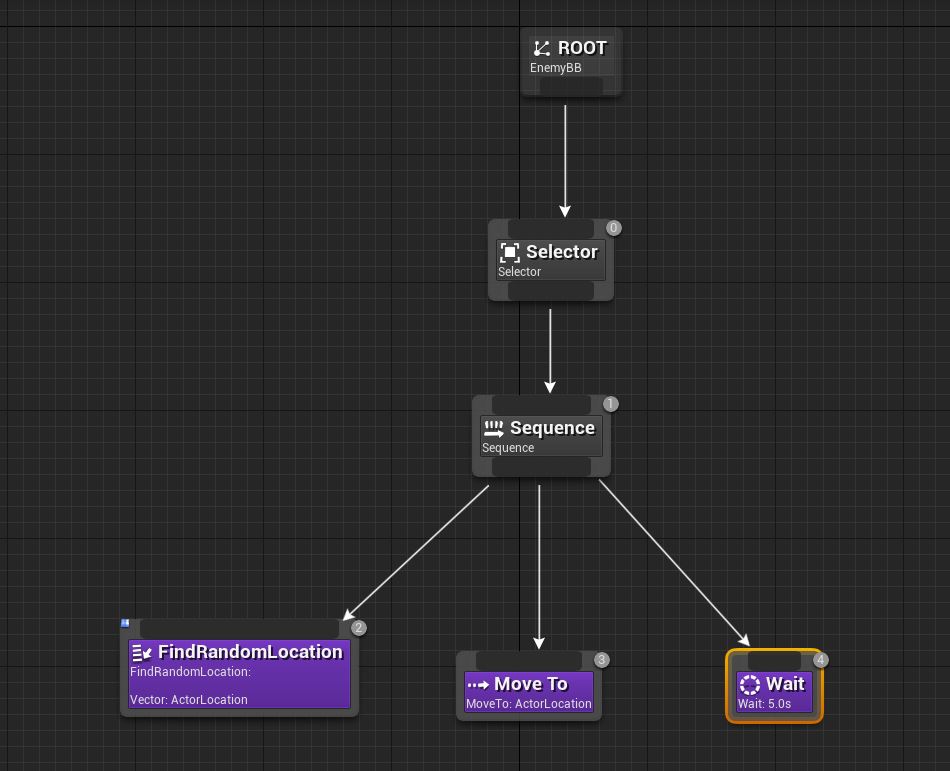 ROOT
EnemyBB
0
Selector
Selector
1
Sequence
Sequence
2
FindRandomLocation
FindRandomLocation:
Vector: ActorLocation
3
Move To
MoveTo: ActorLocation
4
Wait
Wait: 5.0s